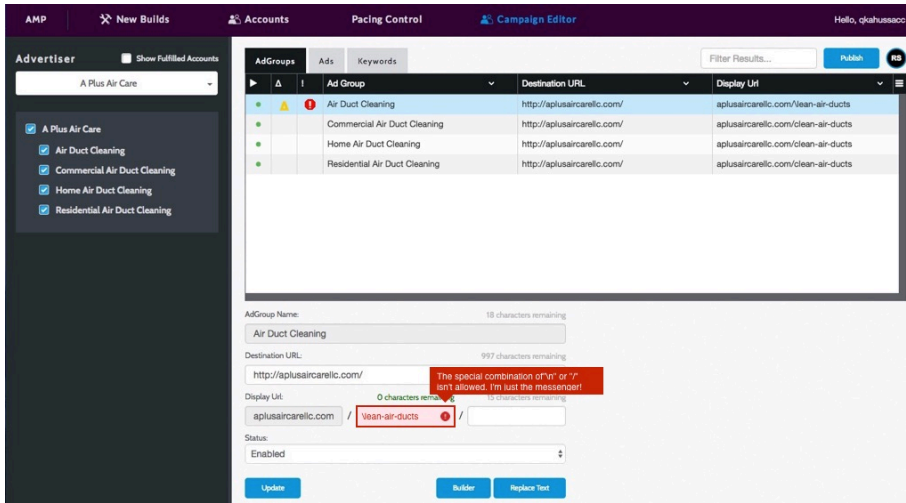 AMP New Builds Accounts Pacing Control Campaign Editor Hello, qkahussacc
Advertiser Show Fulfilled Accounts
A Plus Air Care
A Plus Air Care
Air Duct Cleaning
Commercial Air Duct Cleaning
Home Air Duct Cleaning
Residential Air Duct Cleaning
AdGroups Ads Keywords Filter Results... Publish RS
Δ ! Ad Group Destination URL Display Url
Air Duct Cleaning http://aplusaircarellc.com/ aplusaircarellc.com/\lean-air-ducts
Commercial Air Duct Cleaning http://aplusaircarellc.com/ aplusaircarellc.com/clean-air-ducts
Home Air Duct Cleaning http://aplusaircarellc.com/ aplusaircarellc.com/clean-air-ducts
Residential Air Duct Cleaning http://aplusaircarellc.com/ aplusaircarellc.com/clean-air-ducts
AdGroup Name: 18 characters remaining
Air Duct Cleaning
Destination URL: 997 characters remaining
http://aplusaircarellc.com/
The special combination of"\n" or "/"
isn't allowed. I'm just the messenger!
Display Url: 0 characters remaining 15 characters remaining
aplusaircarellc.com / \lean-air-ducts /
Status:
Enabled
Update Builder Replace Text